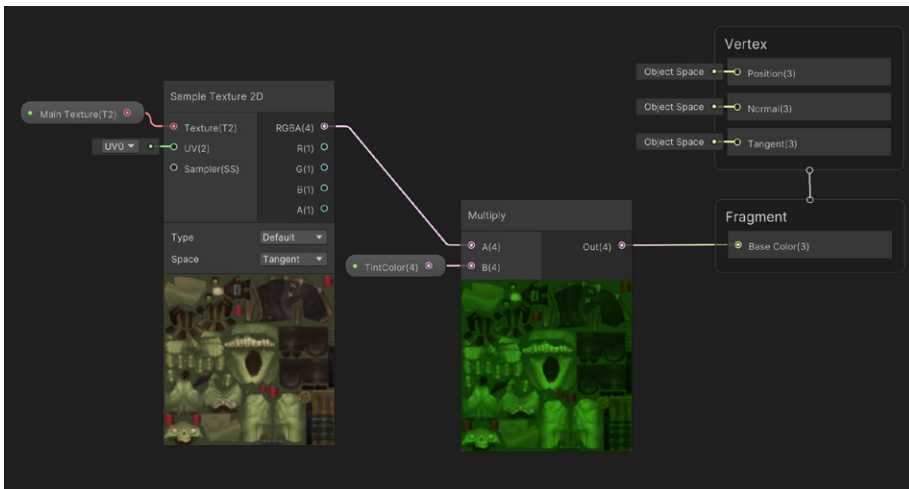 Main Texture(T2)
UV0
Sample Texture 2D
Texture(T2)
RGBA(4)
UV(2)
R(1)
Sampler(SS)
G(1)
B(1)
A(1)
Type
Default
Space
Tangent
TintColor(4)
Multiply
A(4)
Out(4)
B(4)
Vertex
Object Space
Position(3)
Object Space
Normal(3)
Object Space
Tangent(3)
Fragment
Base Color(3)